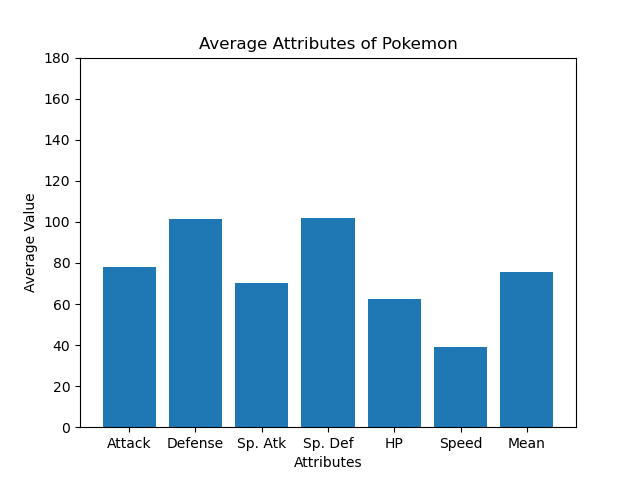 Average Attributes of Pokemon
180
160
140
120
100
80
60
40
20
0
Average Value
Attack Defense Sp. Atk Sp. Def HP Speed Mean
Attributes